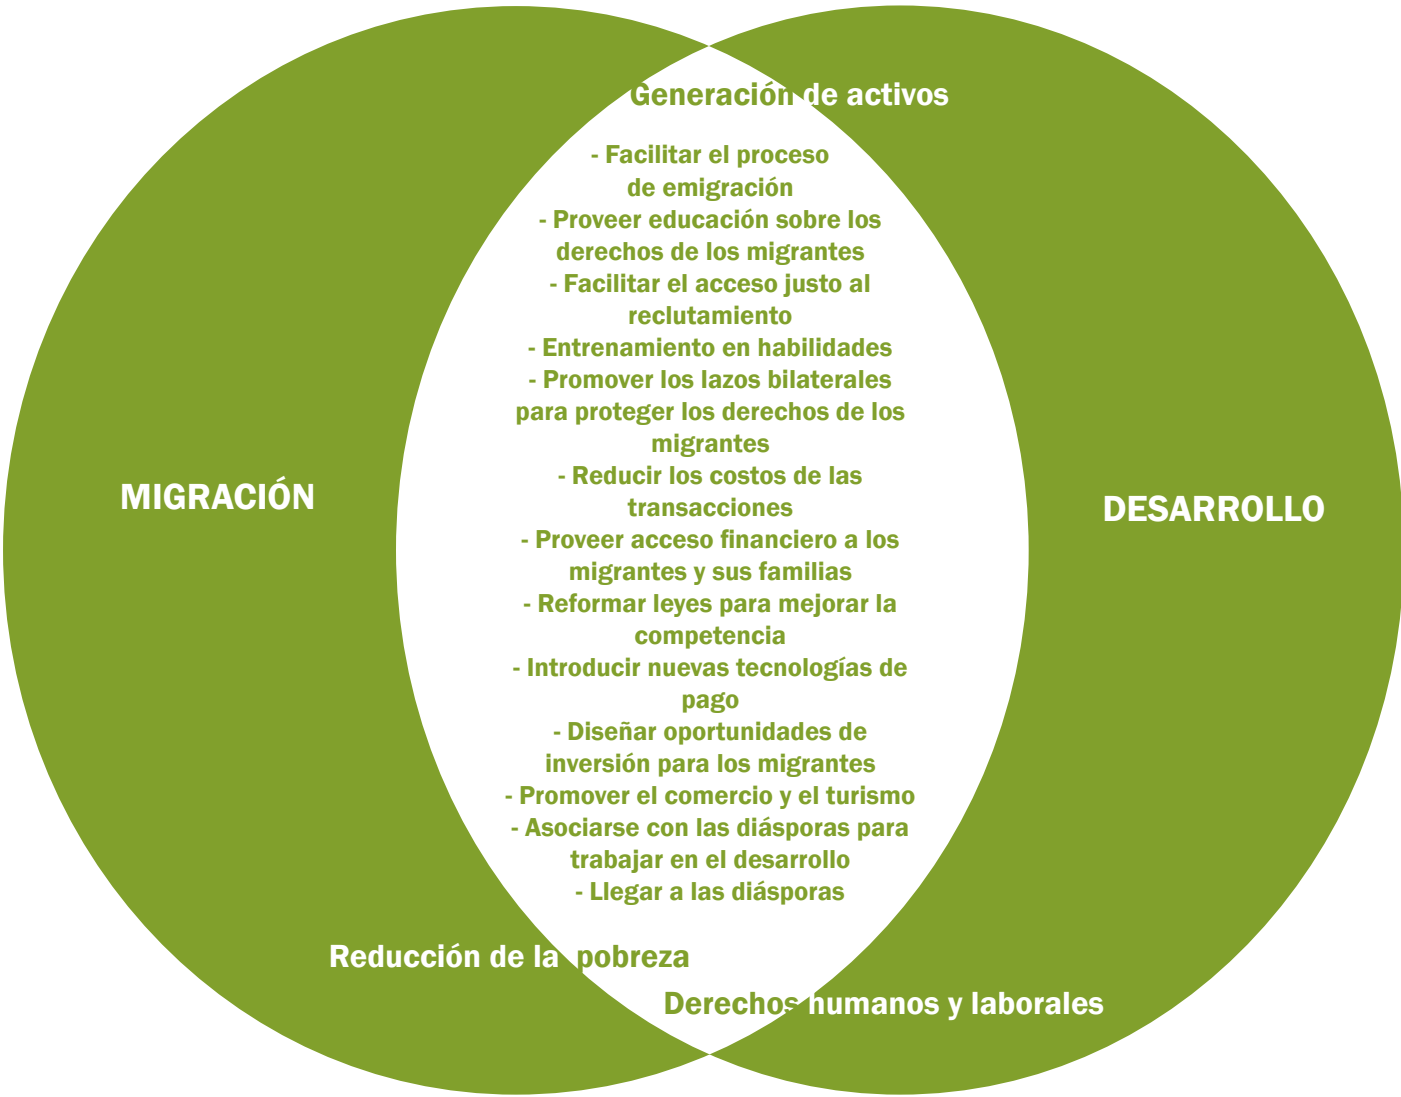 Generación de activos
- Facilitar el proceso
de emigración
- Proveer educación sobre los
derechos de los migrantes
- Facilitar el acceso justo al
reclutamiento
- Entrenamiento en habilidades
- Promover los lazos bilaterales
para proteger los derechos de los
migrantes
- Reducir los costos de las
transacciones
- Proveer acceso financiero a los
migrantes y sus familias
- Reformar leyes para mejorar la
competencia
- Introducir nuevas tecnologías de
pago
- Diseñar oportunidades de
inversión para los migrantes
- Promover el comercio y el turismo
- Asociarse con las diásporas para
trabajar en el desarrollo
- Llegar a las diásporas
MIGRACIÓN
DESARROLLO
Reducción de la pobreza
Derechos humanos y laborales